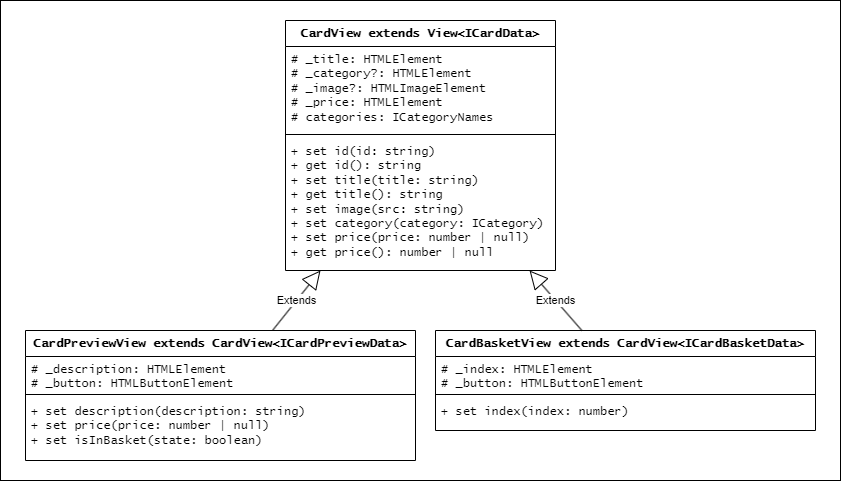 CardView extends View<ICardData>
# _title: HTMLElement
# _category?: HTMLElement
# _image?: HTMLImageElement
# _price: HTMLElement
# categories: ICategoryNames
+ set id(id: string)
+ get id(): string
+ set title(title: string)
+ get title(): string
+ set image(src: string)
+ set category(category: ICategory)
+ set price(price: number | null)
+ get price(): number | null
Extends
Extends
CardPreviewView extends CardView<ICardPreviewData>
# _description: HTMLElement
# _button: HTMLButtonElement
+ set description(description: string)
+ set price(price: number | null)
+ set isInBasket(state: boolean)
CardBasketView extends CardView<ICardBasketData>
# _index: HTMLElement
# _button: HTMLButtonElement
+ set index(index: number)